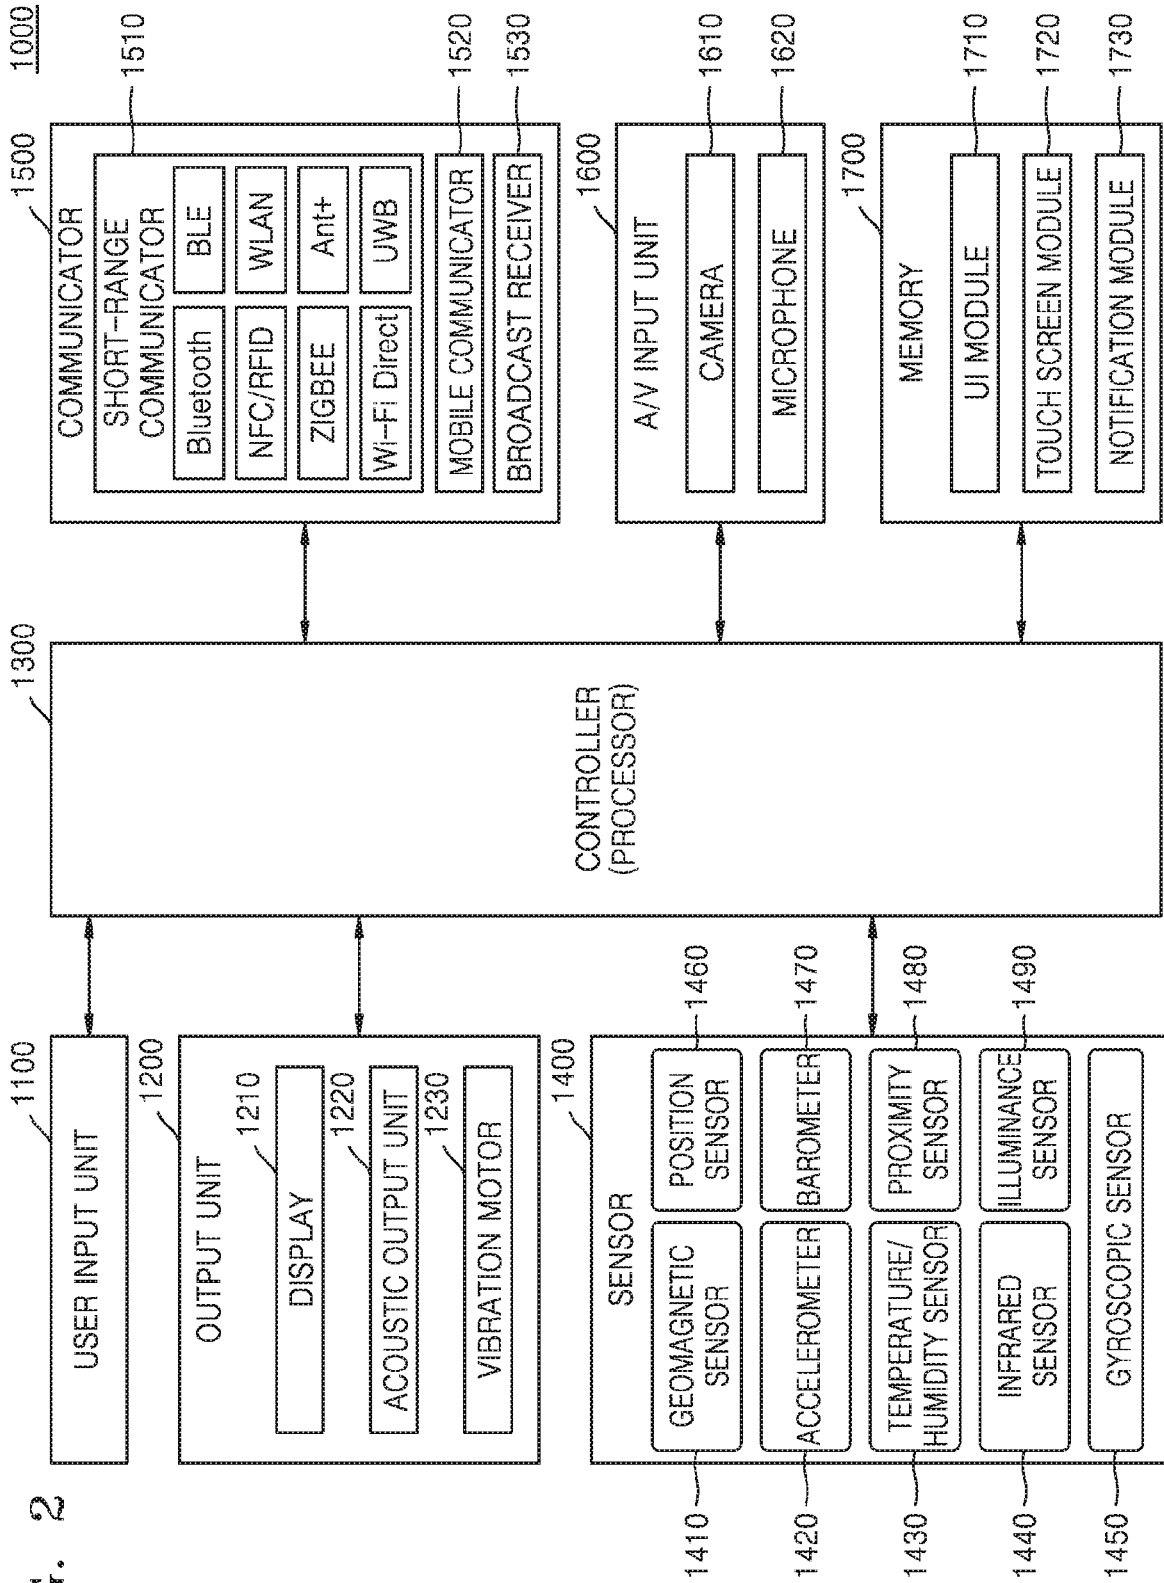 . 2
1000
1100
USER INPUT UNIT
1200
OUTPUT UNIT
1210
DISPLAY
1220
ACOUSTIC OUTPUT UNIT
1230
VIBRATION MOTOR
1400
SENSOR
1410
GEOMAGNETIC
SENSOR
POSITION
SENSOR
1460
1420
ACCELEROMETER
BAROMETER
1470
1430
TEMPERATURE/
HUMIDITY SENSOR
PROXIMITY
SENSOR
1480
1440
INFRARED
SENSOR
ILLUMINANCE
SENSOR
1490
1450
GYROSCOPIC SENSOR
1300
CONTROLLER
(PROCESSOR)
1500
COMMUNICATOR
SHORT-RANGE
COMMUNICATOR
1510
Bluetooth
BLE
NFC/RFID
WLAN
ZIGBEE
Ant+
Wi-Fi Direct
UWB
MOBILE COMMUNICATOR
1520
BROADCAST RECEIVER
1530
1600
A/V INPUT UNIT
CAMERA
1610
MICROPHONE
1620
1700
MEMORY
UI MODULE
1710
TOUCH SCREEN MODULE
1720
NOTIFICATION MODULE
1730